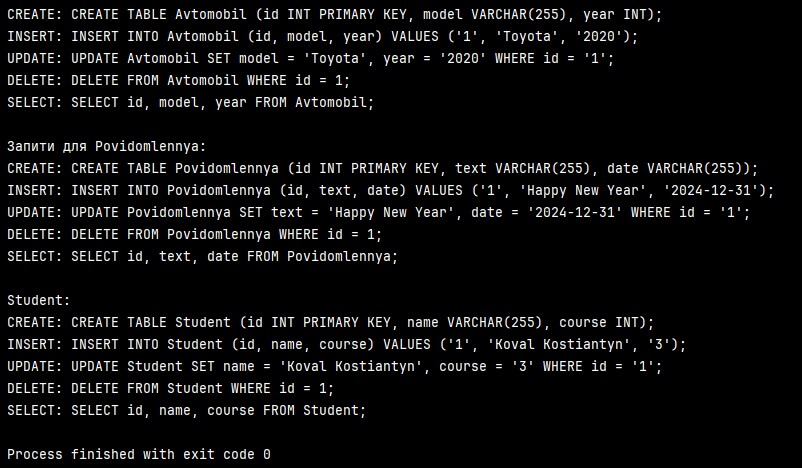 CREATE: CREATE TABLE Avtomobil (id INT PRIMARY KEY, model VARCHAR(255), year INT);
INSERT: INSERT INTO Avtomobil (id, model, year) VALUES ('1', 'Toyota', '2020');
UPDATE: UPDATE Avtomobil SET model = 'Toyota', year = '2020' WHERE id = '1';
DELETE: DELETE FROM Avtomobil WHERE id = 1;
SELECT: SELECT id, model, year FROM Avtomobil;

Запити для Povidomlennya:
CREATE: CREATE TABLE Povidomlennya (id INT PRIMARY KEY, text VARCHAR(255), date VARCHAR(255));
INSERT: INSERT INTO Povidomlennya (id, text, date) VALUES ('1', 'Happy New Year', '2024-12-31');
UPDATE: UPDATE Povidomlennya SET text = 'Happy New Year', date = '2024-12-31' WHERE id = '1';
DELETE: DELETE FROM Povidomlennya WHERE id = 1;
SELECT: SELECT id, text, date FROM Povidomlennya;

Student:
CREATE: CREATE TABLE Student (id INT PRIMARY KEY, name VARCHAR(255), course INT);
INSERT: INSERT INTO Student (id, name, course) VALUES ('1', 'Koval Kostiantyn', '3');
UPDATE: UPDATE Student SET name = 'Koval Kostiantyn', course = '3' WHERE id = '1';
DELETE: DELETE FROM Student WHERE id = 1;
SELECT: SELECT id, name, course FROM Student;

Process finished with exit code 0